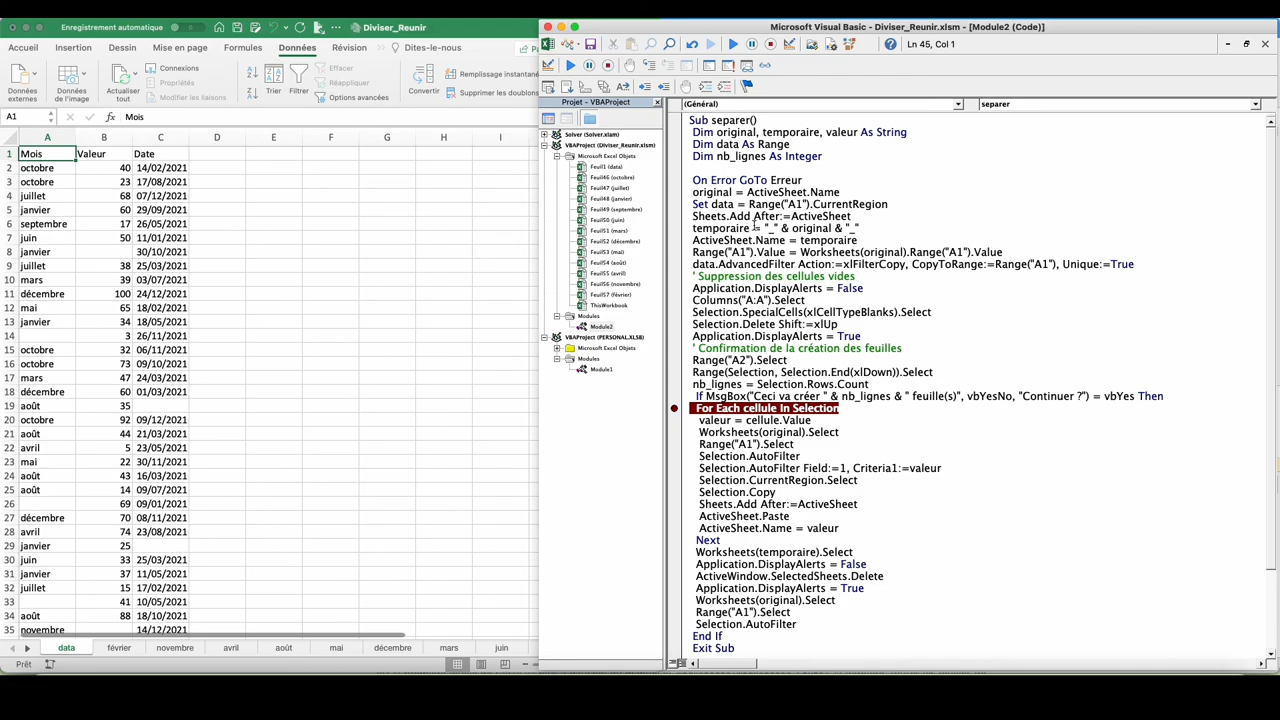 Enregistrement automatique
Diviser_Reunir
Accueil Insertion Dessin Mise en page Formules Données Révision Dites-le-nous
Données externes
Données de l'image
Actualiser tout
Connexions
Propriétés
Modifier les liaisons
Trier
Filtrer
Effacer
Réappliquer
Options avancées
Convertir
Remplissage instantané
Supprimer les doublons
A1 fx Mois
A B C D E F G H I
1 Mois Valeur Date
2 octobre 40 14/02/2021
3 octobre 23 17/08/2021
4 juillet 68 07/12/2021
5 janvier 60 29/09/2021
6 septembre 17 26/05/2021
7 juin 50 11/01/2021
8 janvier 30/10/2021
9 juillet 38 25/03/2021
10 mars 39 03/07/2021
11 décembre 100 24/12/2021
12 mai 65 18/02/2021
13 janvier 34 18/05/2021
14 3 26/11/2021
15 octobre 32 06/11/2021
16 octobre 73 09/10/2021
17 mars 47 24/03/2021
18 décembre 60 01/03/2021
19 août 35
20 octobre 92 09/12/2021
21 août 44 21/03/2021
22 avril 5 23/05/2021
23 mai 22 30/11/2021
24 août 43 16/03/2021
25 août 14 09/07/2021
26 69 09/01/2021
27 décembre 70 08/11/2021
28 avril 74 23/08/2021
29 janvier 25
30 juin 33 25/03/2021
31 janvier 37 11/05/2021
32 juillet 15 17/02/2021
33 41 10/05/2021
34 août 88 18/10/2021
35 novembre 14/12/2021
data février novembre avril août mai décembre mars juin
Prêt
Microsoft Visual Basic - Diviser_Reunir.xlsm - [Module2 (Code)]
Ln 45, Col 1
Projet - VBAProject
Solver (Solver.xlam)
VBAProject (Diviser_Reunir.xlsm)
Microsoft Excel Objets
Feuil1 (data)
Feuil46 (octobre)
Feuil47 (juillet)
Feuil48 (janvier)
Feuil49 (septembre)
Feuil50 (juin)
Feuil51 (mars)
Feuil52 (décembre)
Feuil53 (mai)
Feuil54 (août)
Feuil55 (avril)
Feuil56 (novembre)
Feuil57 (février)
ThisWorkbook
Modules
Module2
VBAProject (PERSONAL.XLSB)
Microsoft Excel Objets
Modules
Module1
(Général) separer
Sub separer()
Dim original, temporaire, valeur As String
Dim data As Range
Dim nb_lignes As Integer
On Error GoTo Erreur
original = ActiveSheet.Name
Set data = Range("A1").CurrentRegion
Sheets.Add After:=ActiveSheet
temporaire = "_" & original & "_"
ActiveSheet.Name = temporaire
Range("A1").Value = Worksheets(original).Range("A1").Value
data.AdvancedFilter Action:=xlFilterCopy, CopyToRange:=Range("A1"), Unique:=True
' Suppression des cellules vides
Application.DisplayAlerts = False
Columns("A:A").Select
Selection.SpecialCells(xlCellTypeBlanks).Select
Selection.Delete Shift:=xlUp
Application.DisplayAlerts = True
' Confirmation de la création des feuilles
Range("A2").Select
Range(Selection, Selection.End(xlDown)).Select
nb_lignes = Selection.Rows.Count
If MsgBox("Ceci va créer " & nb_lignes & " feuille(s)", vbYesNo, "Continuer ?") = vbYes Then
For Each cellule In Selection
valeur = cellule.Value
Worksheets(original).Select
Range("A1").Select
Selection.AutoFilter
Selection.AutoFilter Field:=1, Criteria1:=valeur
Selection.CurrentRegion.Select
Selection.Copy
Sheets.Add After:=ActiveSheet
ActiveSheet.Paste
ActiveSheet.Name = valeur
Next
Worksheets(temporaire).Select
Application.DisplayAlerts = False
ActiveWindow.SelectedSheets.Delete
Application.DisplayAlerts = True
Worksheets(original).Select
Range("A1").Select
Selection.AutoFilter
End If
Exit Sub